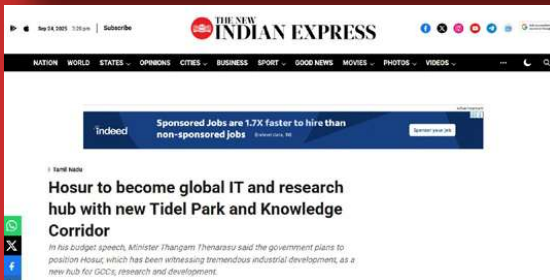 Sep 24, 2025 7:20 pm | Subscribe
THE NEW
INDIAN EXPRESS
NATION WORLD STATES OPINIONS CITIES BUSINESS SPORT GOOD NEWS MOVIES PHOTOS VIDEOS
Advertisement
indeed
Sponsored Jobs are 1.7X faster to hire than
non-sponsored jobs
Sponsor your job
Tamil Nadu
Hosur to become global IT and research
hub with new Tidel Park and Knowledge
Corridor
In his budget speech, Minister Thangam Thenarasu said the government plans to
position Hosur, which has been witnessing tremendous industrial development, as a
new hub for GCCs, research and development.